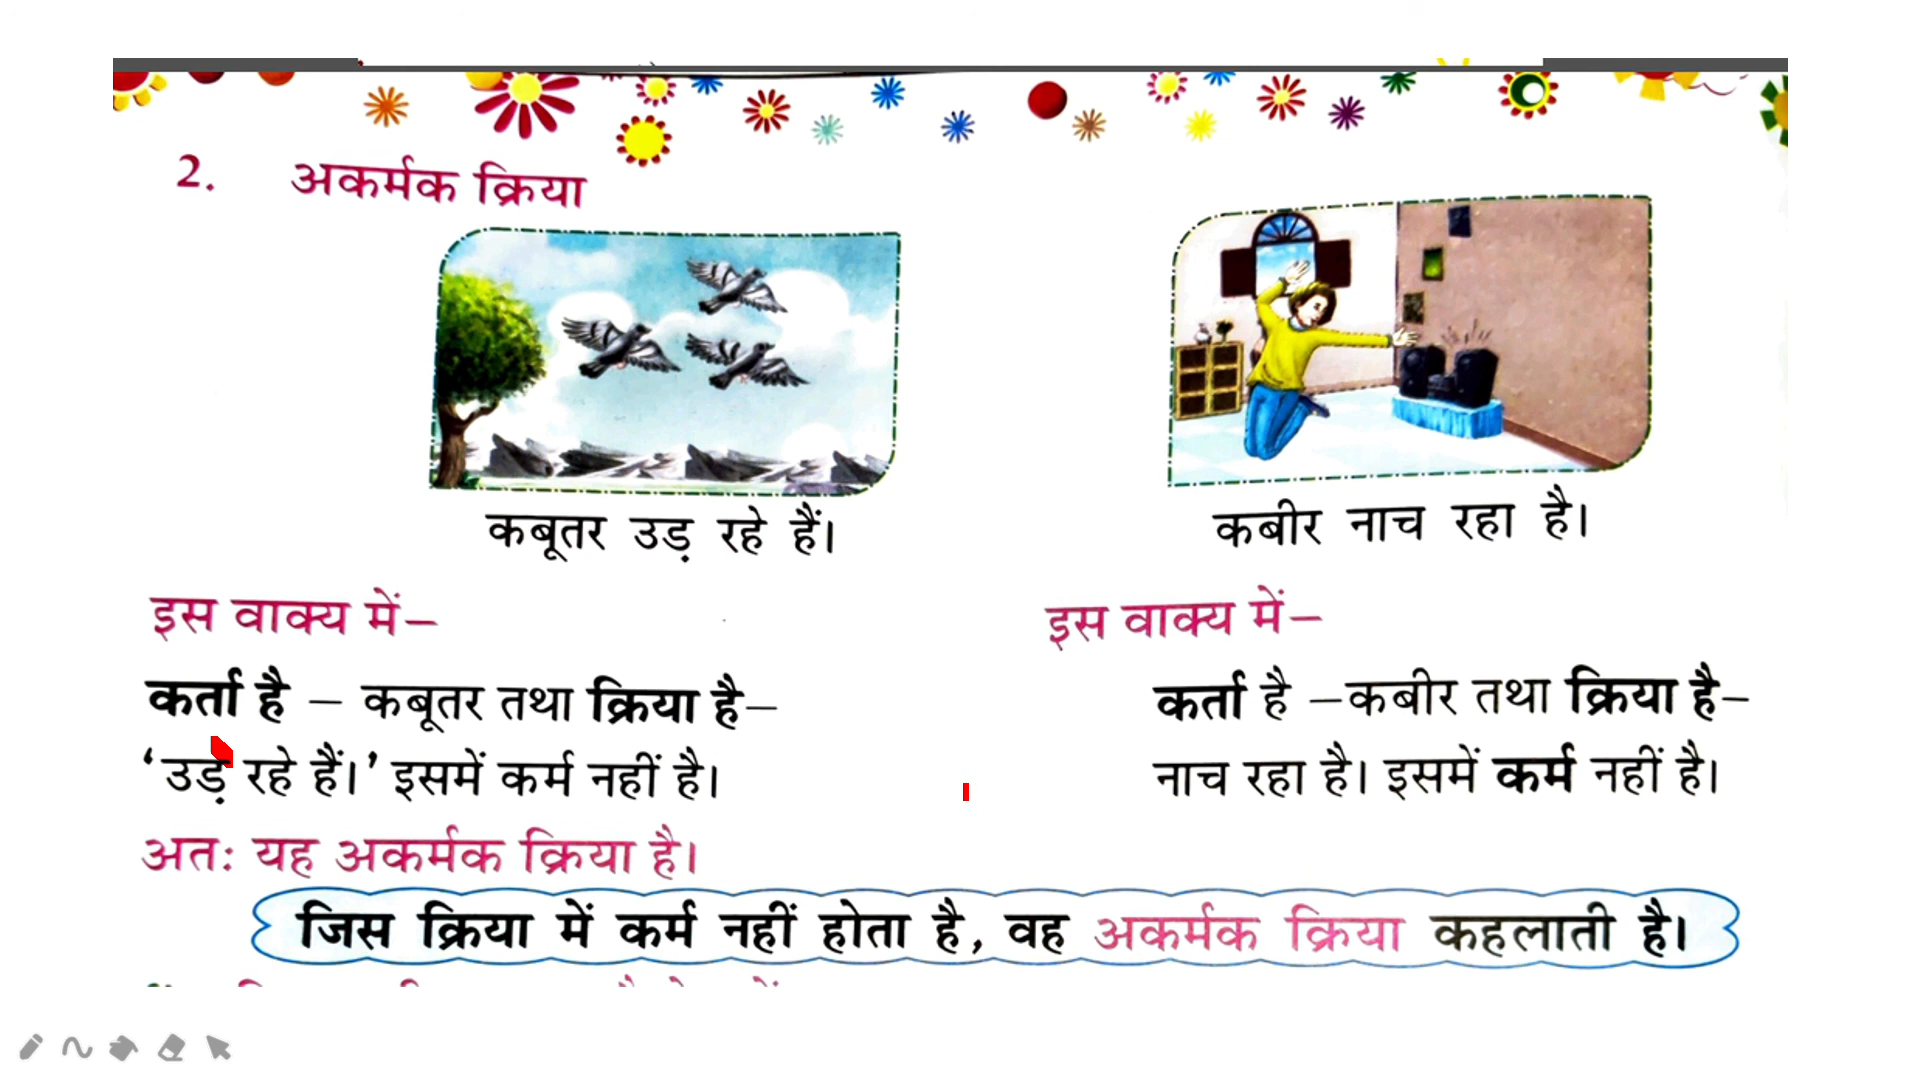 2. अकर्मक क्रिया
कबूतर उड़ रहे हैं।
कबीर नाच रहा है।
इस वाक्य में–
कर्ता है – कबूतर तथा क्रिया है–
‘उड़ रहे हैं।’ इसमें कर्म नहीं है।
अतः यह अकर्मक क्रिया है।
इस वाक्य में–
कर्ता है –कबीर तथा क्रिया है–
नाच रहा है। इसमें कर्म नहीं है।
जिस क्रिया में कर्म नहीं होता है, वह अकर्मक क्रिया कहलाती है।